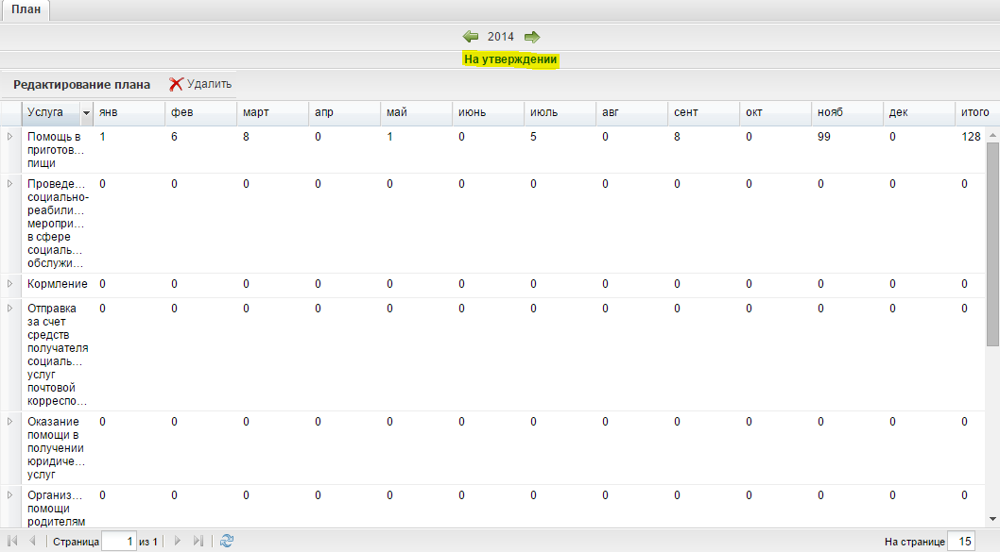 План
2014
На утверждении
Редактирование плана Удалить
Услуга янв фев март апр май июнь июль авг сент окт нояб дек итого
Помощь в 1 6 8 0 1 0 5 0 8 0 99 0 128
приготов...
пищи
Проведе... 0 0 0 0 0 0 0 0 0 0 0 0 0
социально-
реабили...
меропри...
в сфере
социаль...
обслужи...
Кормление 0 0 0 0 0 0 0 0 0 0 0 0 0
Отправка 0 0 0 0 0 0 0 0 0 0 0 0 0
за счет
средств
получателя
социаль...
услуг
почтовой
корреспо...
Оказание 0 0 0 0 0 0 0 0 0 0 0 0 0
помощи в
получении
юридиче...
услуг
Организ... 0 0 0 0 0 0 0 0 0 0 0 0 0
помощи
родителям
Страница 1 из 1 На странице 15